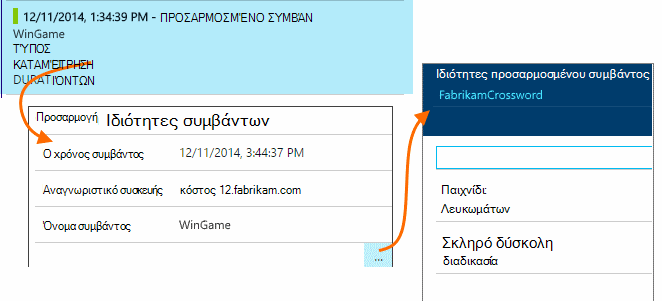 12/11/2014, 1:34:39 PM - ΠΡΟΣΑΡΜΟΣΜΈΝΟ ΣΥΜΒΆΝ
WinGame
ΤΎΠΟΣ
ΚΑΤΑΜΈΤΡΗΣΗ
DURAT ΙΌΝΤΩΝ
Προσαρμογή Ιδιότητες συμβάντων
Ο χρόνος συμβάντος 12/11/2014, 3:44:37 PM
Αναγνωριστικό συσκευής κόστος 12.fabrikam.com
Όνομα συμβάντος WinGame
...
Ιδιότητες προσαρμοσμένου συμβάντος
FabrikamCrossword
Παιχνίδι:
Λευκωμάτων
Σκληρό δύσκολη
διαδικασία